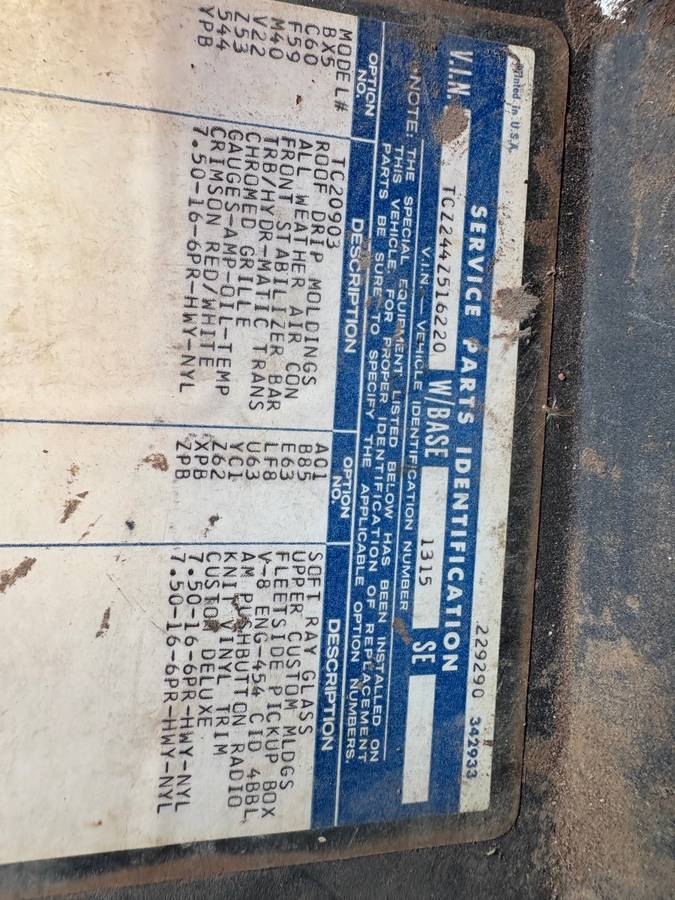 Printed in U.S.A.
229290 342933
SERVICE PARTS IDENTIFICATION
V.I.N. TCZ244Z516220 W/BASE 1315 SE
V.I.N. — VEHICLE IDENTIFICATION NUMBER
*NOTE: THE SPECIAL EQUIPMENT LISTED BELOW HAS BEEN INSTALLED ON
THIS VEHICLE. FOR PROPER IDENTIFICATION OF REPLACEMENT
PARTS BE SURE TO SPECIFY THE APPLICABLE OPTION NUMBERS.
OPTION NO. DESCRIPTION OPTION NO. DESCRIPTION
MODEL# TC20903 A01 SOFT RAY GLASS
BX5 ROOF DRIP MOLDINGS B85 UPPER CUSTOM MLDGS
C60 ALL WEATHER AIR CON E63 FLEETSIDE PICKUP BOX
F59 FRONT STABILIZER BAR LF8 V-8 ENG-454 CID 4BBL
M40 TRB/HYDR-MATIC TRANS U63 AM PUSHBUTTON RADIO
V22 CHROMED GRILLE YC1 KNIT VINYL TRIM
Z53 GAUGES-AMP-OIL-TEMP Z62 CUSTOM DELUXE
544 CRIMSON RED/WHITE XPB 7.50-16-6PR-HWY-NYL
YPB 7.50-16-6PR-HWY-NYL ZPB 7.50-16-6PR-HWY-NYL